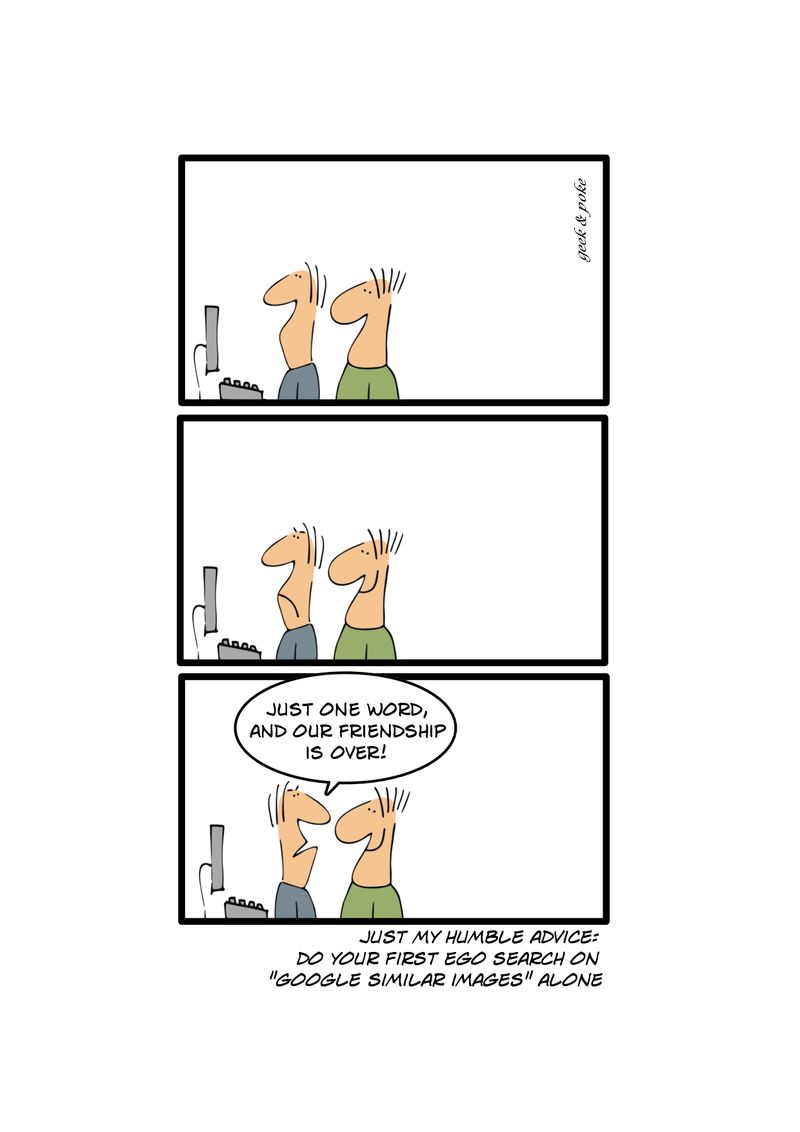 geek & poke
JUST ONE WORD,
AND OUR FRIENDSHIP
IS OVER!
JUST MY HUMBLE ADVICE:
DO YOUR FIRST EGO SEARCH ON
"GOOGLE SIMILAR IMAGES" ALONE